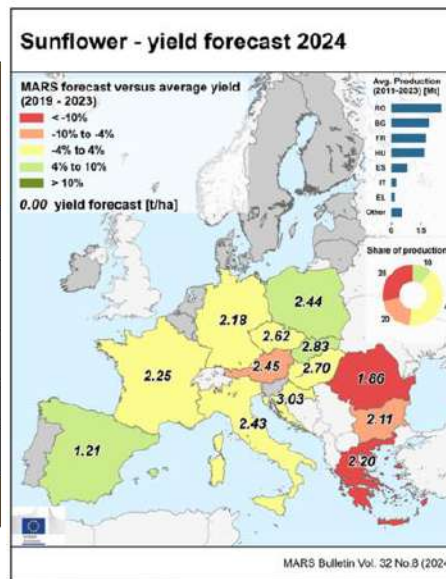 Sunflower - yield forecast 2024
MARS forecast versus average yield
(2019 - 2023)
< -10%
-10% to -4%
-4% to 4%
4% to 10%
> 10%
0.00 yield forecast [t/ha]
Avg. Production
(2011-2023) [Mt]
RO
BG
FR
HU
ES
IT
EL
Other
0 1.5
Share of production
10
20
2.44
2.18
2.62
2.83
2.45
2.70
2.25
1.66
3.03
2.11
2.43
2.20
1.21
MARS Bulletin Vol. 32 No.8